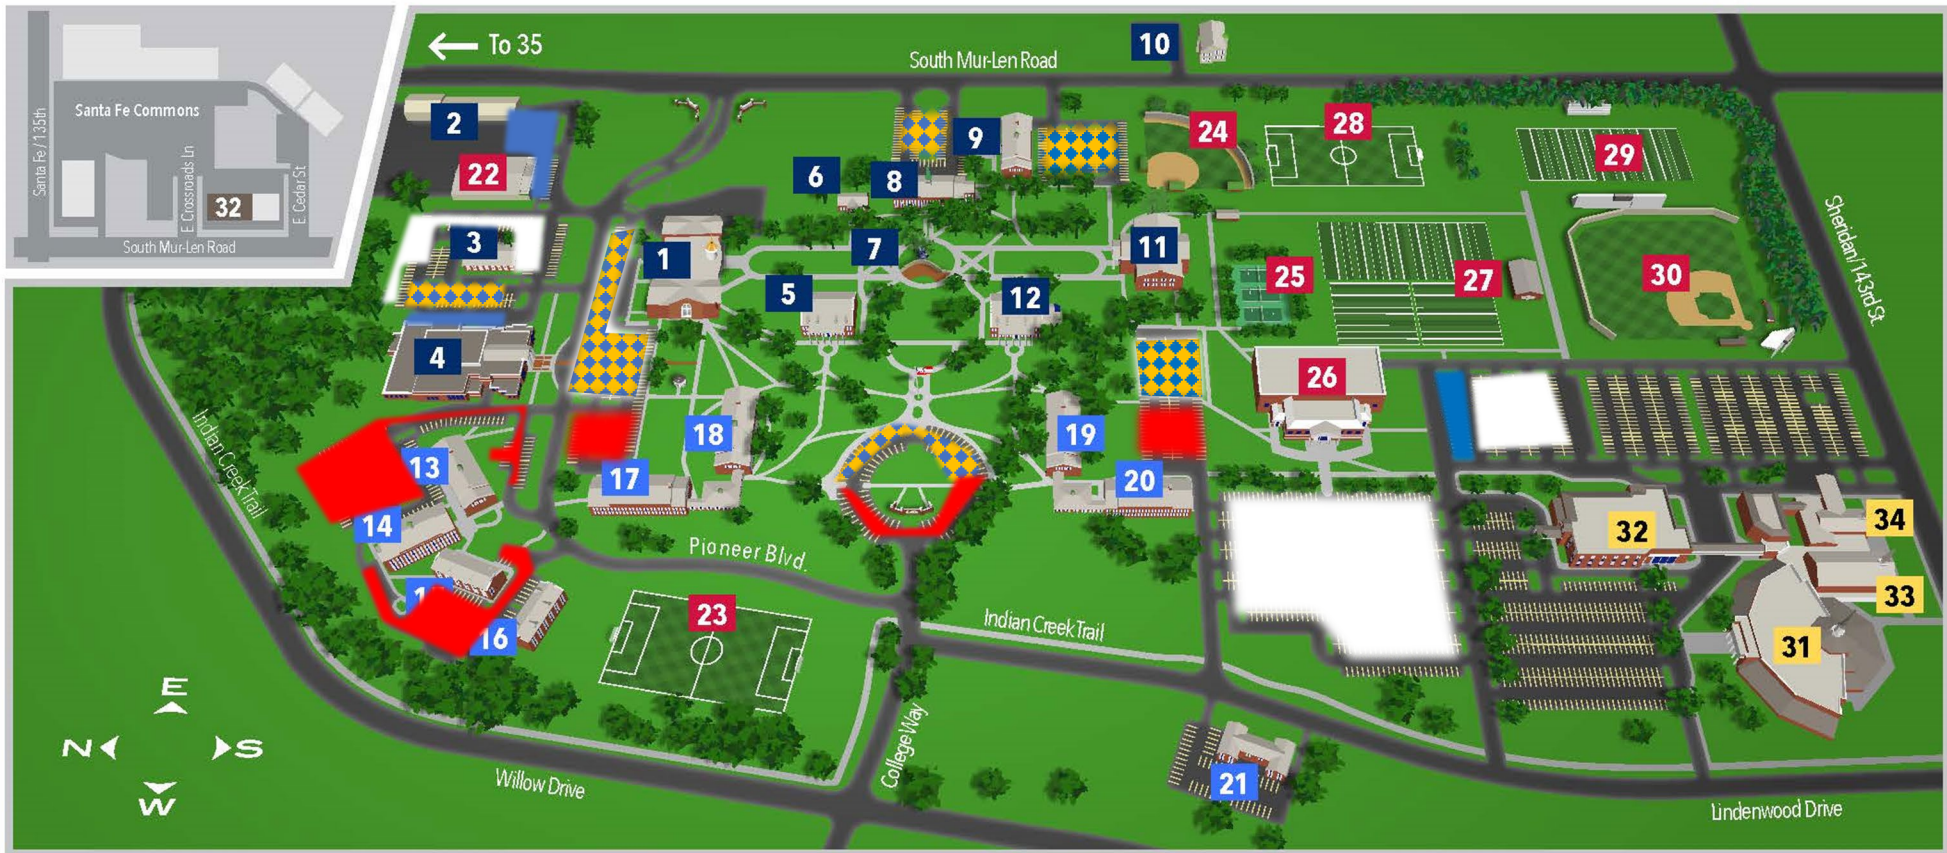 To 35
South Mur-Len Road
10
Santa Fe Commons
Santa Fe / 135th
E Crossroads Ln
E. Cedar St
32
South Mur-Len Road
2
22
9
24
28
29
6
8
3
1
7
11
5
12
25
27
30
Sheridan/143rd St
4
26
Indian Creek Trail
13
18
19
17
20
14
34
32
Pioneer Blvd.
33
16
23
Indian Creek Trail
31
E
N
S
W
College Way
Willow Drive
21
Lindenwood Drive